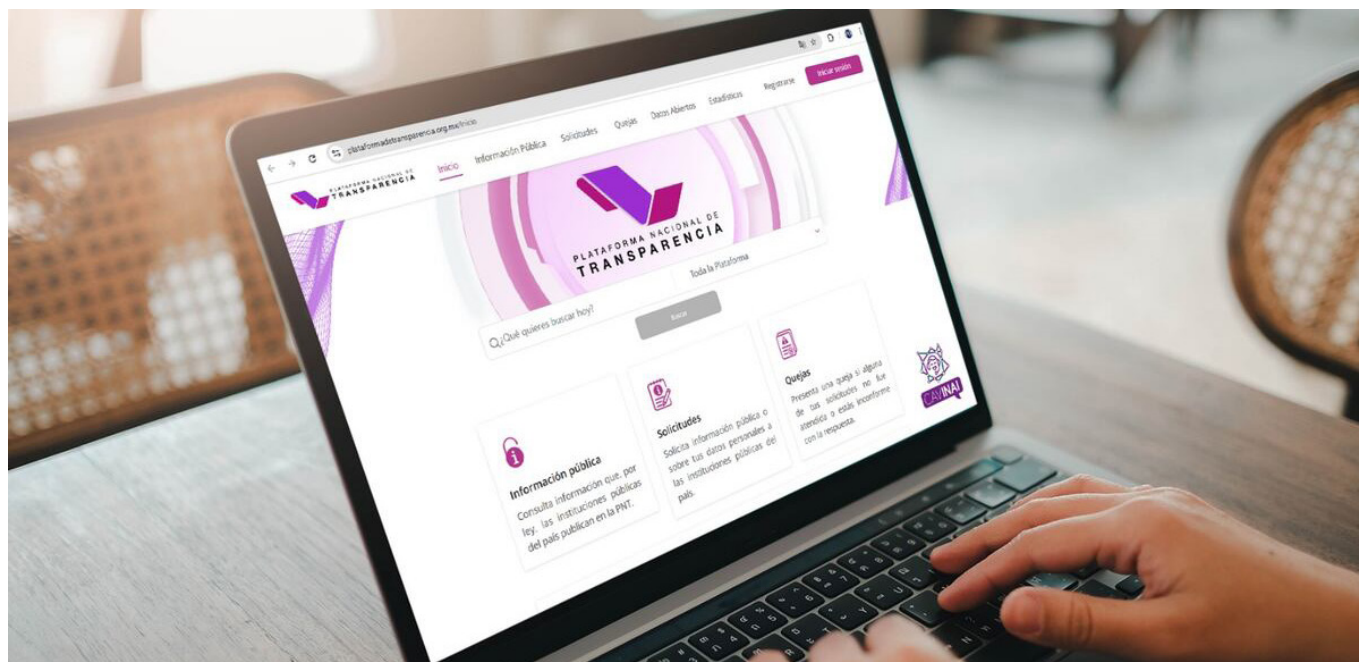 plataformadetransparencia.org.mx/Inicio
PLATAFORMA NACIONAL DE
TRANSPARENCIA
Inicio
Información Pública
Solicitudes
Quejas
Datos Abiertos
Estadísticas
Registrarse
Iniciar sesión
PLATAFORMA NACIONAL DE
TRANSPARENCIA
¿Qué quieres buscar hoy?
Toda la Plataforma
Buscar
Información pública
Consulta información que, por
ley, las instituciones públicas
del país publican en la PNT.
Solicitudes
Solicita información pública o
sobre tus datos personales a
las instituciones públicas del
país.
Quejas
Presenta una queja si alguna
de tus solicitudes no fue
atendida o estás inconforme
con la respuesta.
CAVINAI